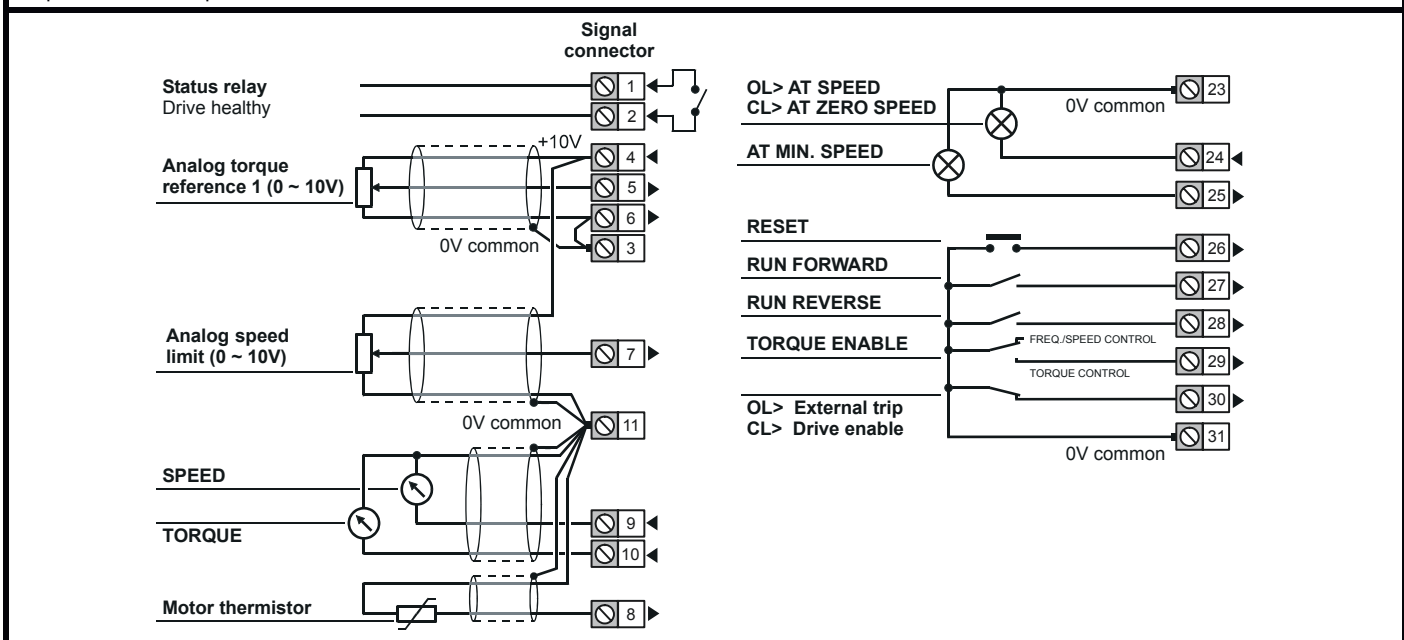 Signal
connector
Status relay
Drive healthy
1
2
+10V
Analog torque
reference 1 (0 ~ 10V)
4
5
6
0V common
3
Analog speed
limit (0 ~ 10V)
7
0V common
11
SPEED
TORQUE
9
10
Motor thermistor
8
OL> AT SPEED
CL> AT ZERO SPEED
0V common
23
AT MIN. SPEED
24
25
RESET
26
RUN FORWARD
27
RUN REVERSE
28
TORQUE ENABLE
FREQ./SPEED CONTROL
29
TORQUE CONTROL
30
OL> External trip
CL> Drive enable
31
0V common